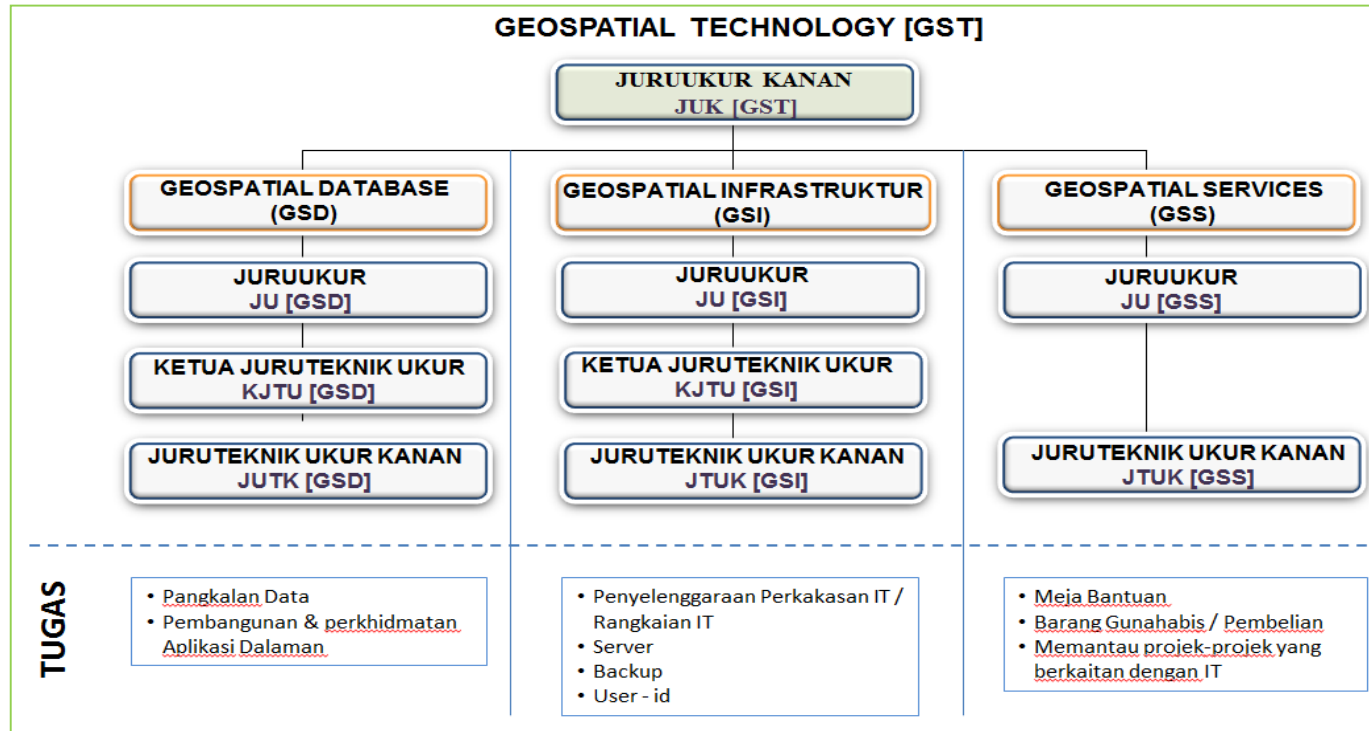 GEOSPATIAL TECHNOLOGY [GST]
JURUUKUR KANAN
JUK [GST]
GEOSPATIAL DATABASE
(GSD)
JURUUKUR
JU [GSD]
KETUA JURUTEKNIK UKUR
KJTU [GSD]
JURUTEKNIK UKUR KANAN
JUTK [GSD]
GEOSPATIAL INFRASTRUKTUR
(GSI)
JURUUKUR
JU [GSI]
KETUA JURUTEKNIK UKUR
KJTU [GSI]
JURUTEKNIK UKUR KANAN
JTUK [GSI]
GEOSPATIAL SERVICES
(GSS)
JURUUKUR
JU [GSS]
JURUTEKNIK UKUR KANAN
JTUK [GSS]
TUGAS
• Pangkalan Data
• Pembangunan & perkhidmatan
Aplikasi Dalaman
• Penyelenggaraan Perkakasan IT /
Rangkaian IT
• Server
• Backup
• User - id
• Meja Bantuan
• Barang Gunahabis / Pembelian
• Memantau projek-projek yang
berkaitan dengan IT